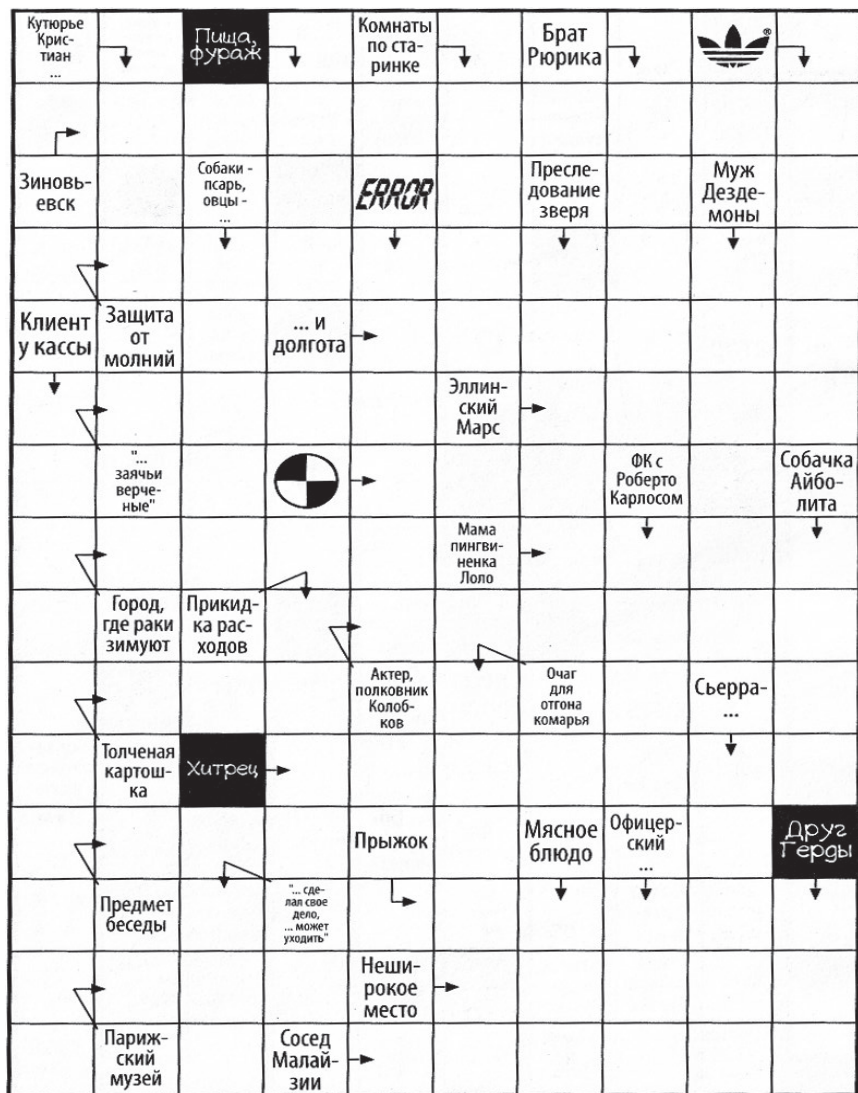 Кутюрье
Крис-
тиан
...
Пища,
фураж
Комнаты
по ста-
ринке
Брат
Рюрика
®
Зиновь-
евск
Собаки -
псарь,
овцы -
...
ERROR
Пресле-
дование
зверя
Муж
Дезде-
моны
Клиент
у кассы
Защита
от
молний
... и
долгота
Эллин-
ский
Марс
"...
заячьи
верче-
ные"
ФК с
Роберто
Карлосом
Собачка
Айбо-
лита
Мама
пингви-
ненка
Лоло
Город,
где раки
зимуют
Прикид-
ка рас-
ходов
Актер,
полковник
Колоб-
ков
Очаг
для
отгона
комарья
Сьерра-
...
Толченая
картош-
ка
Хитрец
Прыжок
Мясное
блюдо
Офицер-
ский
...
Друг
Герды
Предмет
беседы
"... сде-
лал свое
дело,
... может
уходить"
Неши-
рокое
место
Париж-
ский
музей
Сосед
Малай-
зии